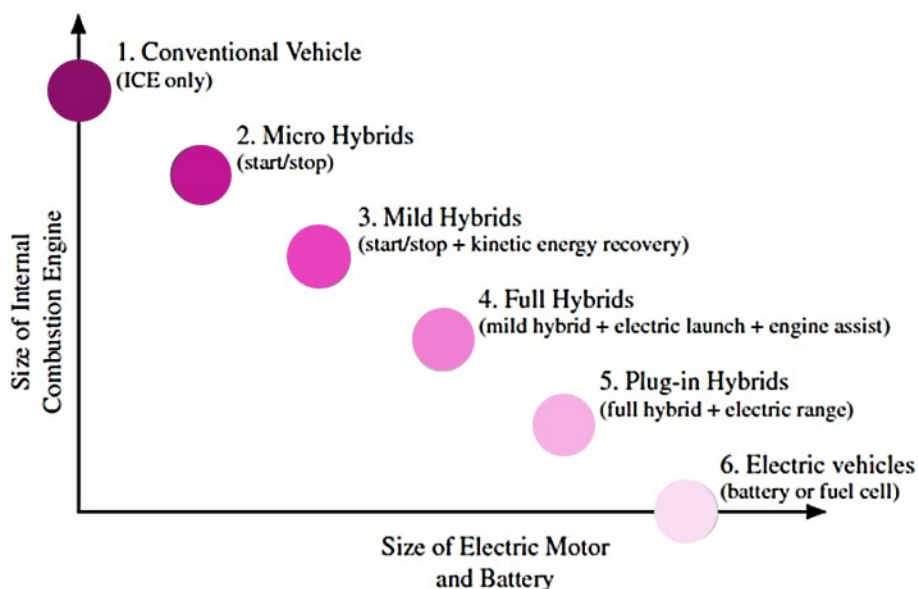 1. Conventional Vehicle
(ICE only)
2. Micro Hybrids
(start/stop)
3. Mild Hybrids
(start/stop + kinetic energy recovery)
4. Full Hybrids
(mild hybrid + electric launch + engine assist)
5. Plug-in Hybrids
(full hybrid + electric range)
6. Electric vehicles
(battery or fuel cell)
Size of Internal
Combustion Engine
Size of Electric Motor
and Battery